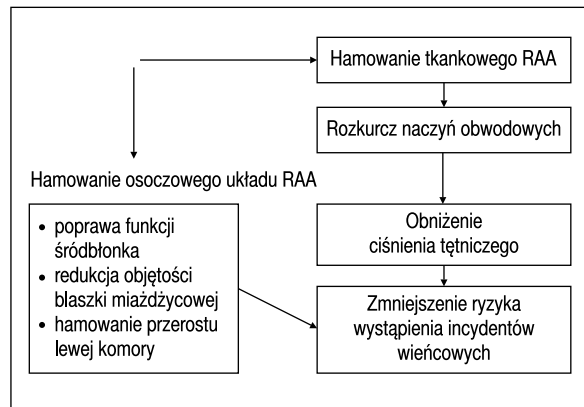 Hamowanie tkankowego RAA
Rozkurcz naczyń obwodowych
Hamowanie osoczowego układu RAA
• poprawa funkcji
śródbłonka
• redukcja objętości
blaszki miażdżycowej
• hamowanie przerostu
lewej komory
Obniżenie
ciśnienia tętniczego
Zmniejszenie ryzyka
wystąpienia incydentów
wieńcowych